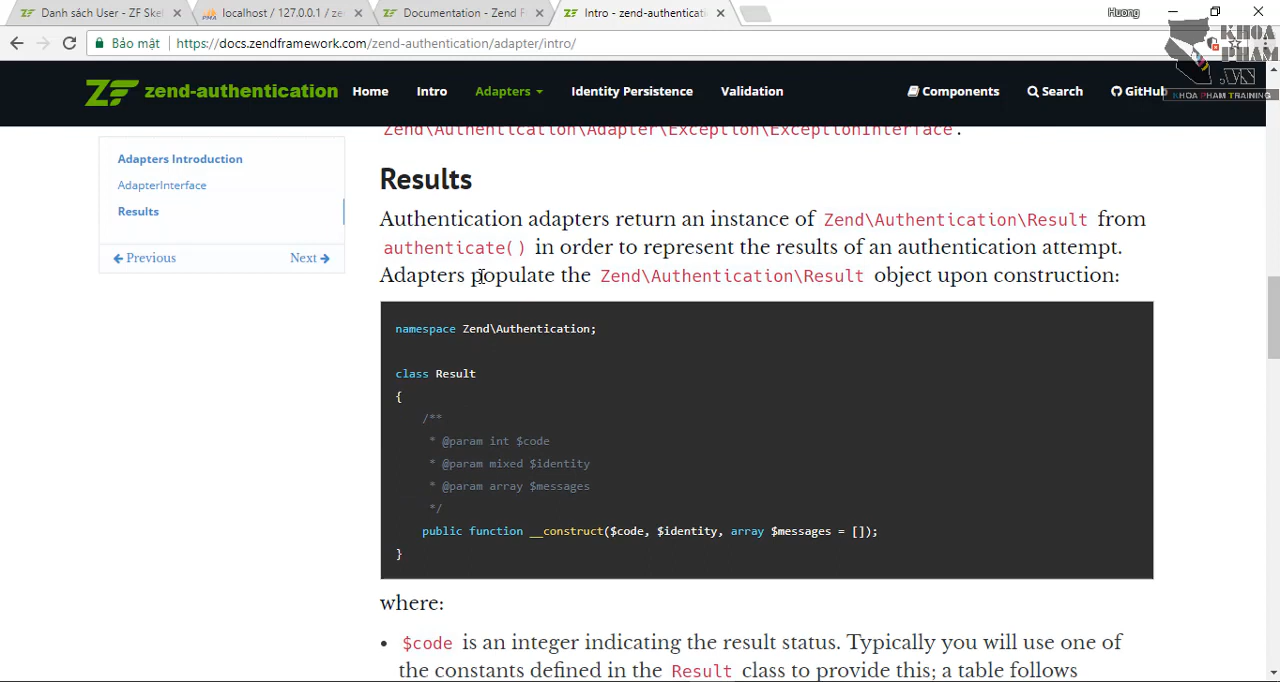 Danh sách User - ZF Ske
localhost / 127.0.0.1 / ze
Documentation - Zend F
Intro - zend-authenticati
Huong
Bảo mật
https://docs.zendframework.com/zend-authentication/adapter/intro/
KHOA
PHAM
KHOA PHAM TRAINING
ZF zend-authentication
Home
Intro
Adapters
Identity Persistence
Validation
Components
Search
GitHub
Adapters Introduction
AdapterInterface
Results
Previous
Next
Zend\Authentication\Adapter\Exception\ExceptionInterface.
Results
Authentication adapters return an instance of Zend\Authentication\Result from
authenticate() in order to represent the results of an authentication attempt.
Adapters populate the Zend\Authentication\Result object upon construction:
namespace Zend\Authentication;
class Result
{
/**
* @param int $code
* @param mixed $identity
* @param array $messages
*/
public function __construct($code, $identity, array $messages = []);
}
where:
• $code is an integer indicating the result status. Typically you will use one of
the constants defined in the Result class to provide this; a table follows